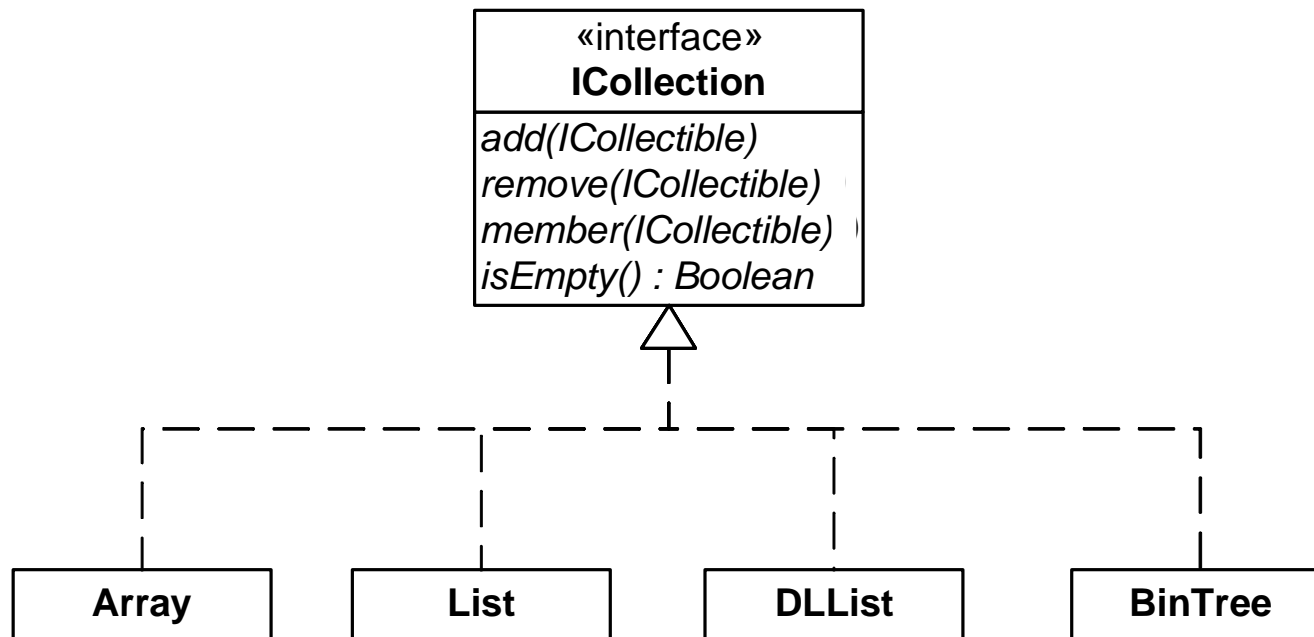 «interface»
ICollection
add(ICollectible)
remove(ICollectible)
member(ICollectible)
isEmpty() : Boolean
Array
List
DLList
BinTree